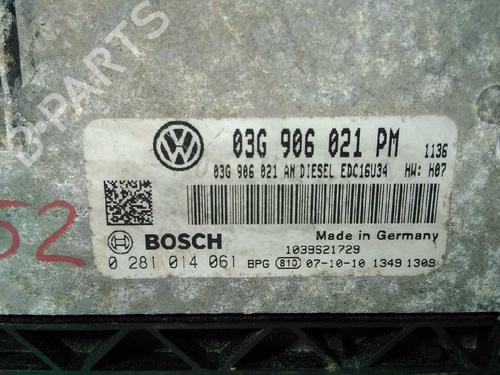 B-PARTS
03G 906 021 PM 1136
03G 906 021 AN DIESEL EDC16U34 HW: H07
BOSCH Made in Germany
1039S21729
0 281 014 061 BPG 810 07-10-10 1349 1309
52